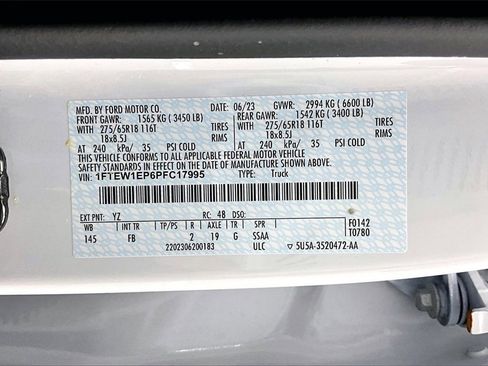 MFD. BY FORD MOTOR CO. DATE: 06/23 GVWR: 2994 KG ( 6600 LB)
FRONT GAWR: 1565 KG ( 3450 LB) REAR GAWR: 1542 KG ( 3400 LB)
WITH 275/65R18 116T TIRES WITH 275/65R18 116T TIRES
18x8.5J RIMS 18x8.5J RIMS
AT 240 kPa/ 35 PSI COLD AT 240 kPa/ 35 PSI COLD
THIS VEHICLE CONFORMS TO ALL APPLICABLE FEDERAL MOTOR VEHICLE
SAFETY STANDARDS IN EFFECT ON THE DATE OF MANUFACTURE SHOWN ABOVE.
VIN: 1FTEW1EP6PFC17995 TYPE: Truck
EXT PNT: YZ RC: 48 DSO: F0142
WB INT TR TP/PS R AXLE TR SPR T0780
145 FB 2 19 G SSAA
2202306200183 ULC 5U5A-3520472-AA